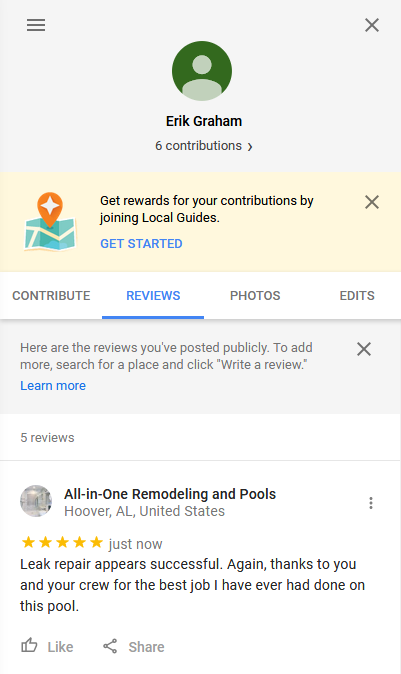 Erik Graham
6 contributions ›
Get rewards for your contributions by
joining Local Guides.
GET STARTED
CONTRIBUTE REVIEWS PHOTOS EDITS
Here are the reviews you've posted publicly. To add
more, search for a place and click "Write a review."
Learn more
5 reviews
All-in-One Remodeling and Pools
Hoover, AL, United States
just now
Leak repair appears successful. Again, thanks to you
and your crew for the best job I have ever had done on
this pool.
Like Share